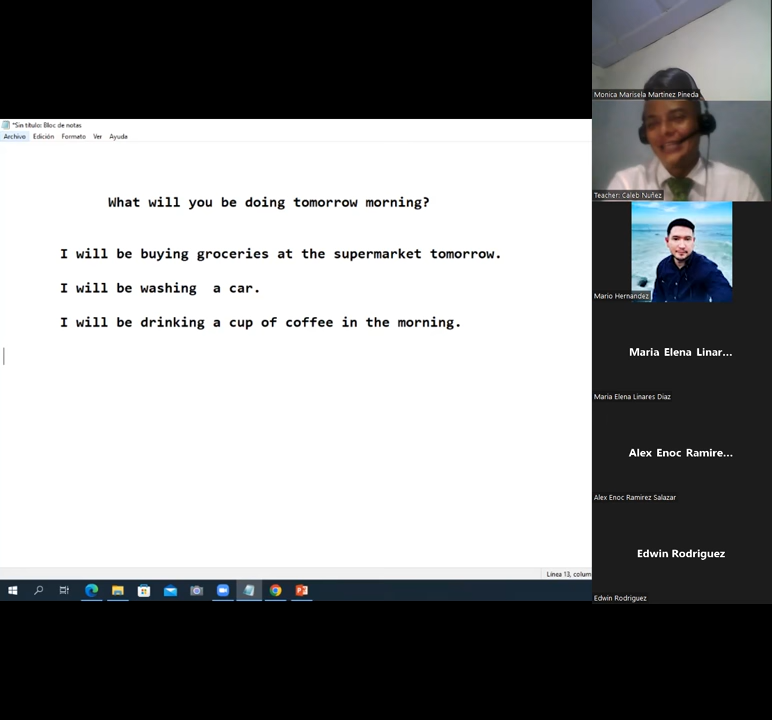 *Sin título: Bloc de notas
Archivo Edición Formato Ver Ayuda
What will you be doing tomorrow morning?
I will be buying groceries at the supermarket tomorrow.
I will be washing  a car.
I will be drinking a cup of coffee in the morning.
Línea 13, colum
Monica Marisela Martinez Pineda
Teacher: Caleb Nuñez
Mario Hernandez
Maria Elena Linar...
Maria Elena Linares Diaz
Alex Enoc Ramire...
Alex Enoc Ramirez Salazar
Edwin Rodriguez
Edwin Rodriguez